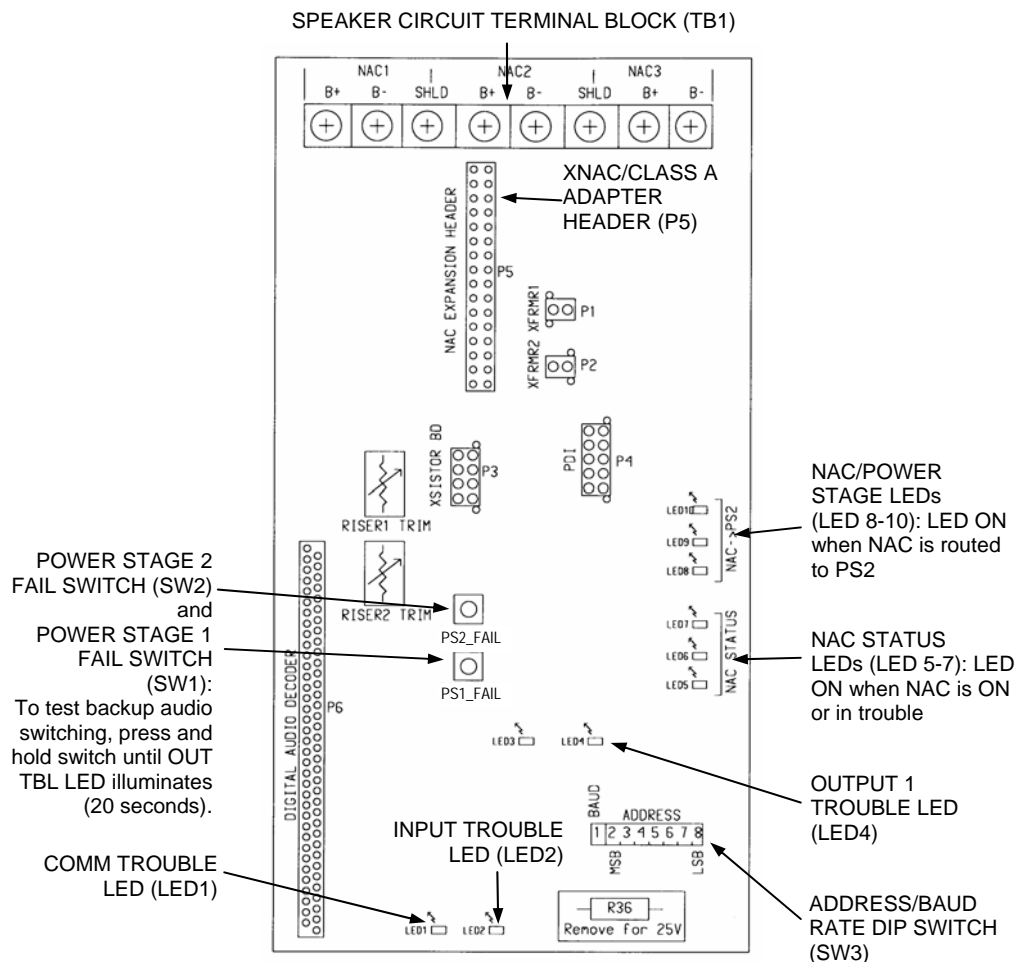 SPEAKER CIRCUIT TERMINAL BLOCK (TB1)
NAC1 NAC2 NAC3
B+ B- SHLD B+ B- SHLD B+ B-
XNAC/CLASS A
ADAPTER
HEADER (P5)
NAC EXPANSION HEADER
P5
XFRMR1
P1
XFRMR2
P2
XSISTOR BD
P3
PDI
P4
RISER1 TRIM
RISER2 TRIM
LED10
LED9
LED8
NAC->PS2
NAC/POWER
STAGE LEDs
(LED 8-10): LED ON
when NAC is routed
to PS2
POWER STAGE 2
FAIL SWITCH (SW2)
and
POWER STAGE 1
FAIL SWITCH
(SW1):
To test backup audio
switching, press and
hold switch until OUT
TBL LED illuminates
(20 seconds).
PS2_FAIL
PS1_FAIL
LED7
LED6
LED5
NAC STATUS
NAC STATUS
LEDs (LED 5-7): LED
ON when NAC is ON
or in trouble
DIGITAL AUDIO DECODER
P6
LED3
LED4
OUTPUT 1
TROUBLE LED
(LED4)
BAUD
ADDRESS
1 2 3 4 5 6 7 8
MSB
LSB
INPUT TROUBLE
LED (LED2)
COMM TROUBLE
LED (LED1)
LED1
LED2
R36
Remove for 25V
ADDRESS/BAUD
RATE DIP SWITCH
(SW3)